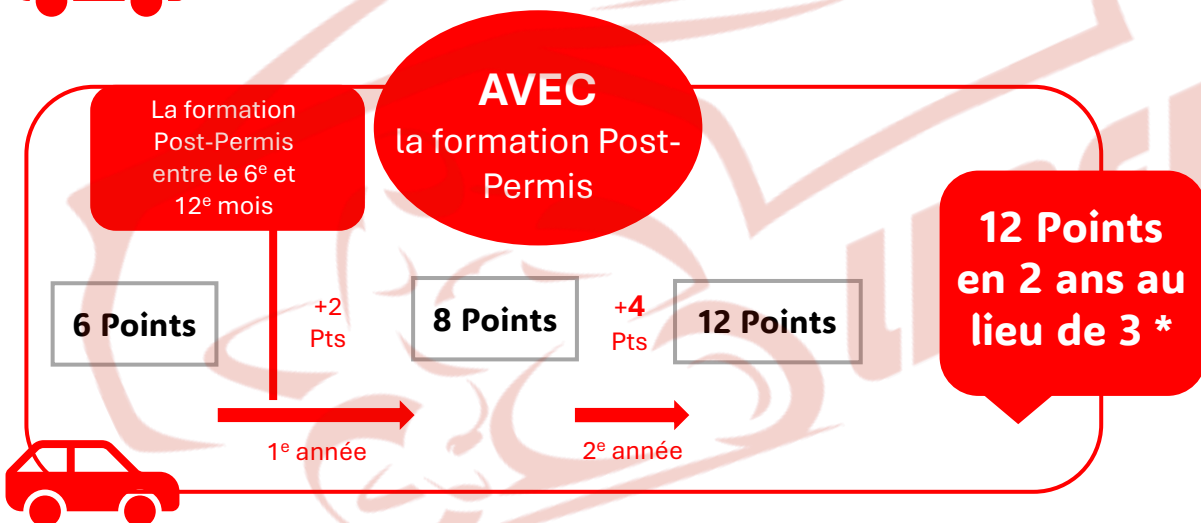 La formation
Post-Permis
entre le 6e et
12e mois
AVEC
la formation Post-
Permis
12 Points
en 2 ans au
lieu de 3 *
6 Points
+2
Pts
8 Points
+4
Pts
12 Points
1e année
2e année